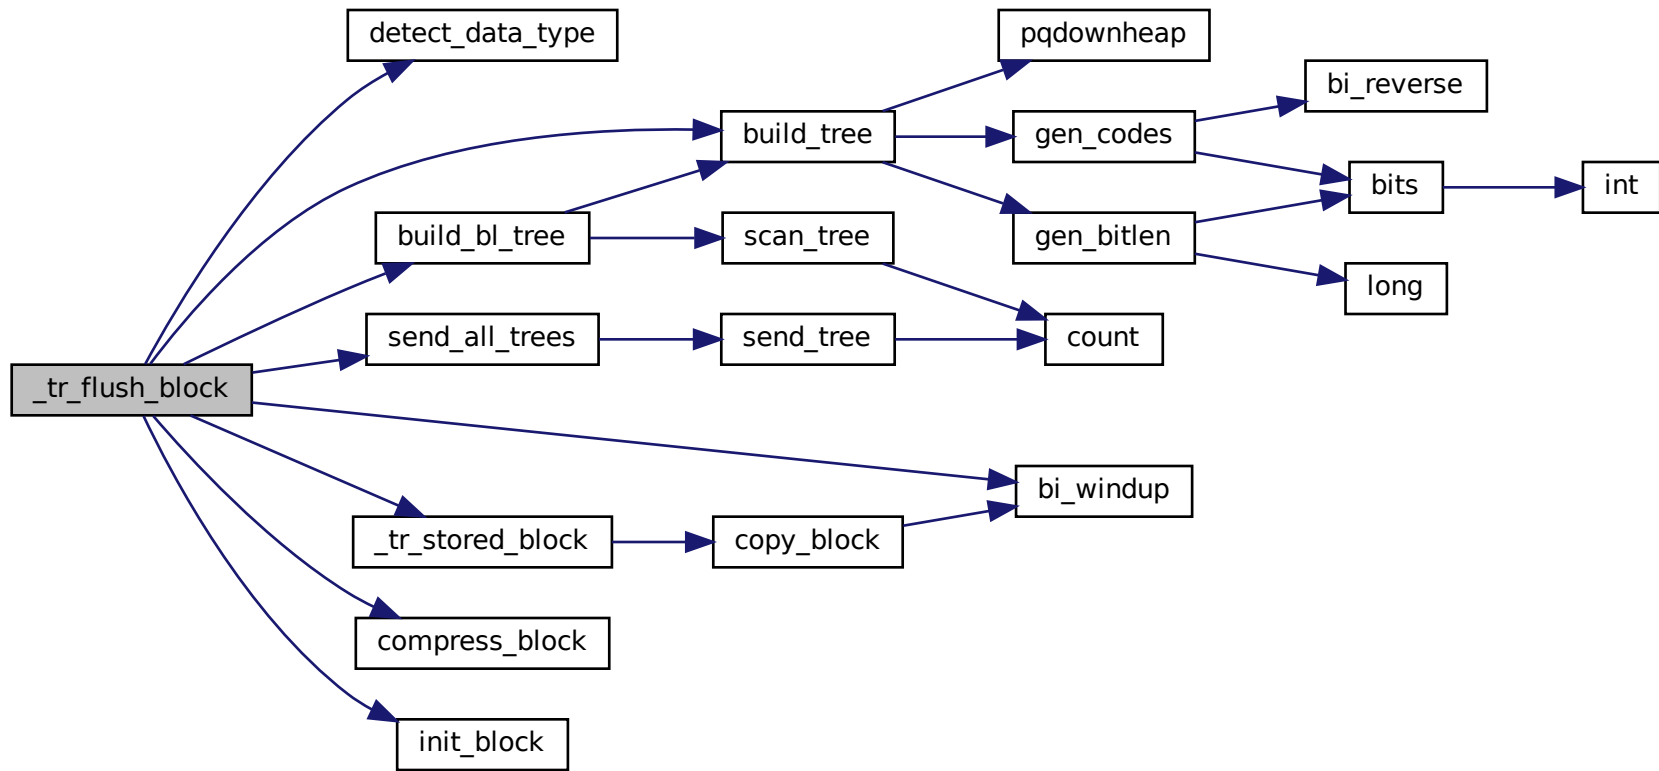 detect_data_type
pqdownheap
bi_reverse
build_tree
gen_codes
bits
int
build_bl_tree
scan_tree
gen_bitlen
long
send_all_trees
send_tree
count
_tr_flush_block
bi_windup
_tr_stored_block
copy_block
compress_block
init_block